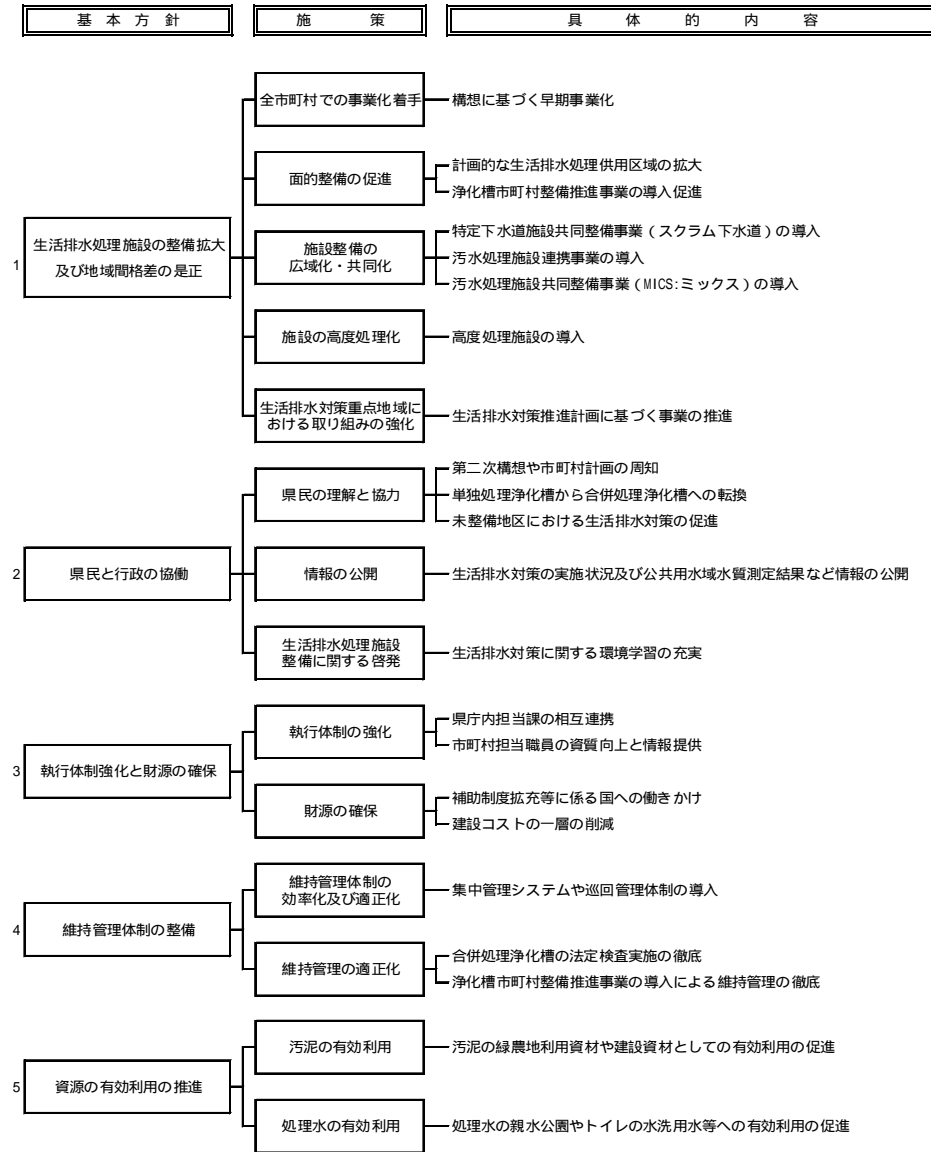 基本方針
施策
具体的内容
全市町村での事業化着手
構想に基づく早期事業化
面的整備の促進
計画的な生活排水処理供用区域の拡大
浄化槽市町村整備推進事業の導入促進
1
生活排水処理施設の整備拡大
及び地域間格差の是正
施設整備の
広域化・共同化
特定下水道施設共同整備事業(スクラム下水道)の導入
汚水処理施設連携事業の導入
汚水処理施設共同整備事業(MICS:ミックス)の導入
施設の高度処理化
高度処理施設の導入
生活排水対策重点地域に
おける取り組みの強化
生活排水対策推進計画に基づく事業の推進
県民の理解と協力
第二次構想や市町村計画の周知
単独処理浄化槽から合併処理浄化槽への転換
未整備地区における生活排水対策の促進
2
県民と行政の協働
情報の公開
生活排水対策の実施状況及び公共用水域水質測定結果など情報の公開
生活排水処理施設
整備に関する啓発
生活排水対策に関する環境学習の充実
3
執行体制強化と財源の確保
執行体制の強化
県庁内担当課の相互連携
市町村担当職員の資質向上と情報提供
財源の確保
補助制度拡充等に係る国への働きかけ
建設コストの一層の削減
4
維持管理体制の整備
維持管理体制の
効率化及び適正化
集中管理システムや巡回管理体制の導入
維持管理の適正化
合併処理浄化槽の法定検査実施の徹底
浄化槽市町村整備推進事業の導入による維持管理の徹底
5
資源の有効利用の推進
汚泥の有効利用
汚泥の緑農地利用資材や建設資材としての有効利用の促進
処理水の有効利用
処理水の親水公園やトイレの水洗用水等への有効利用の促進